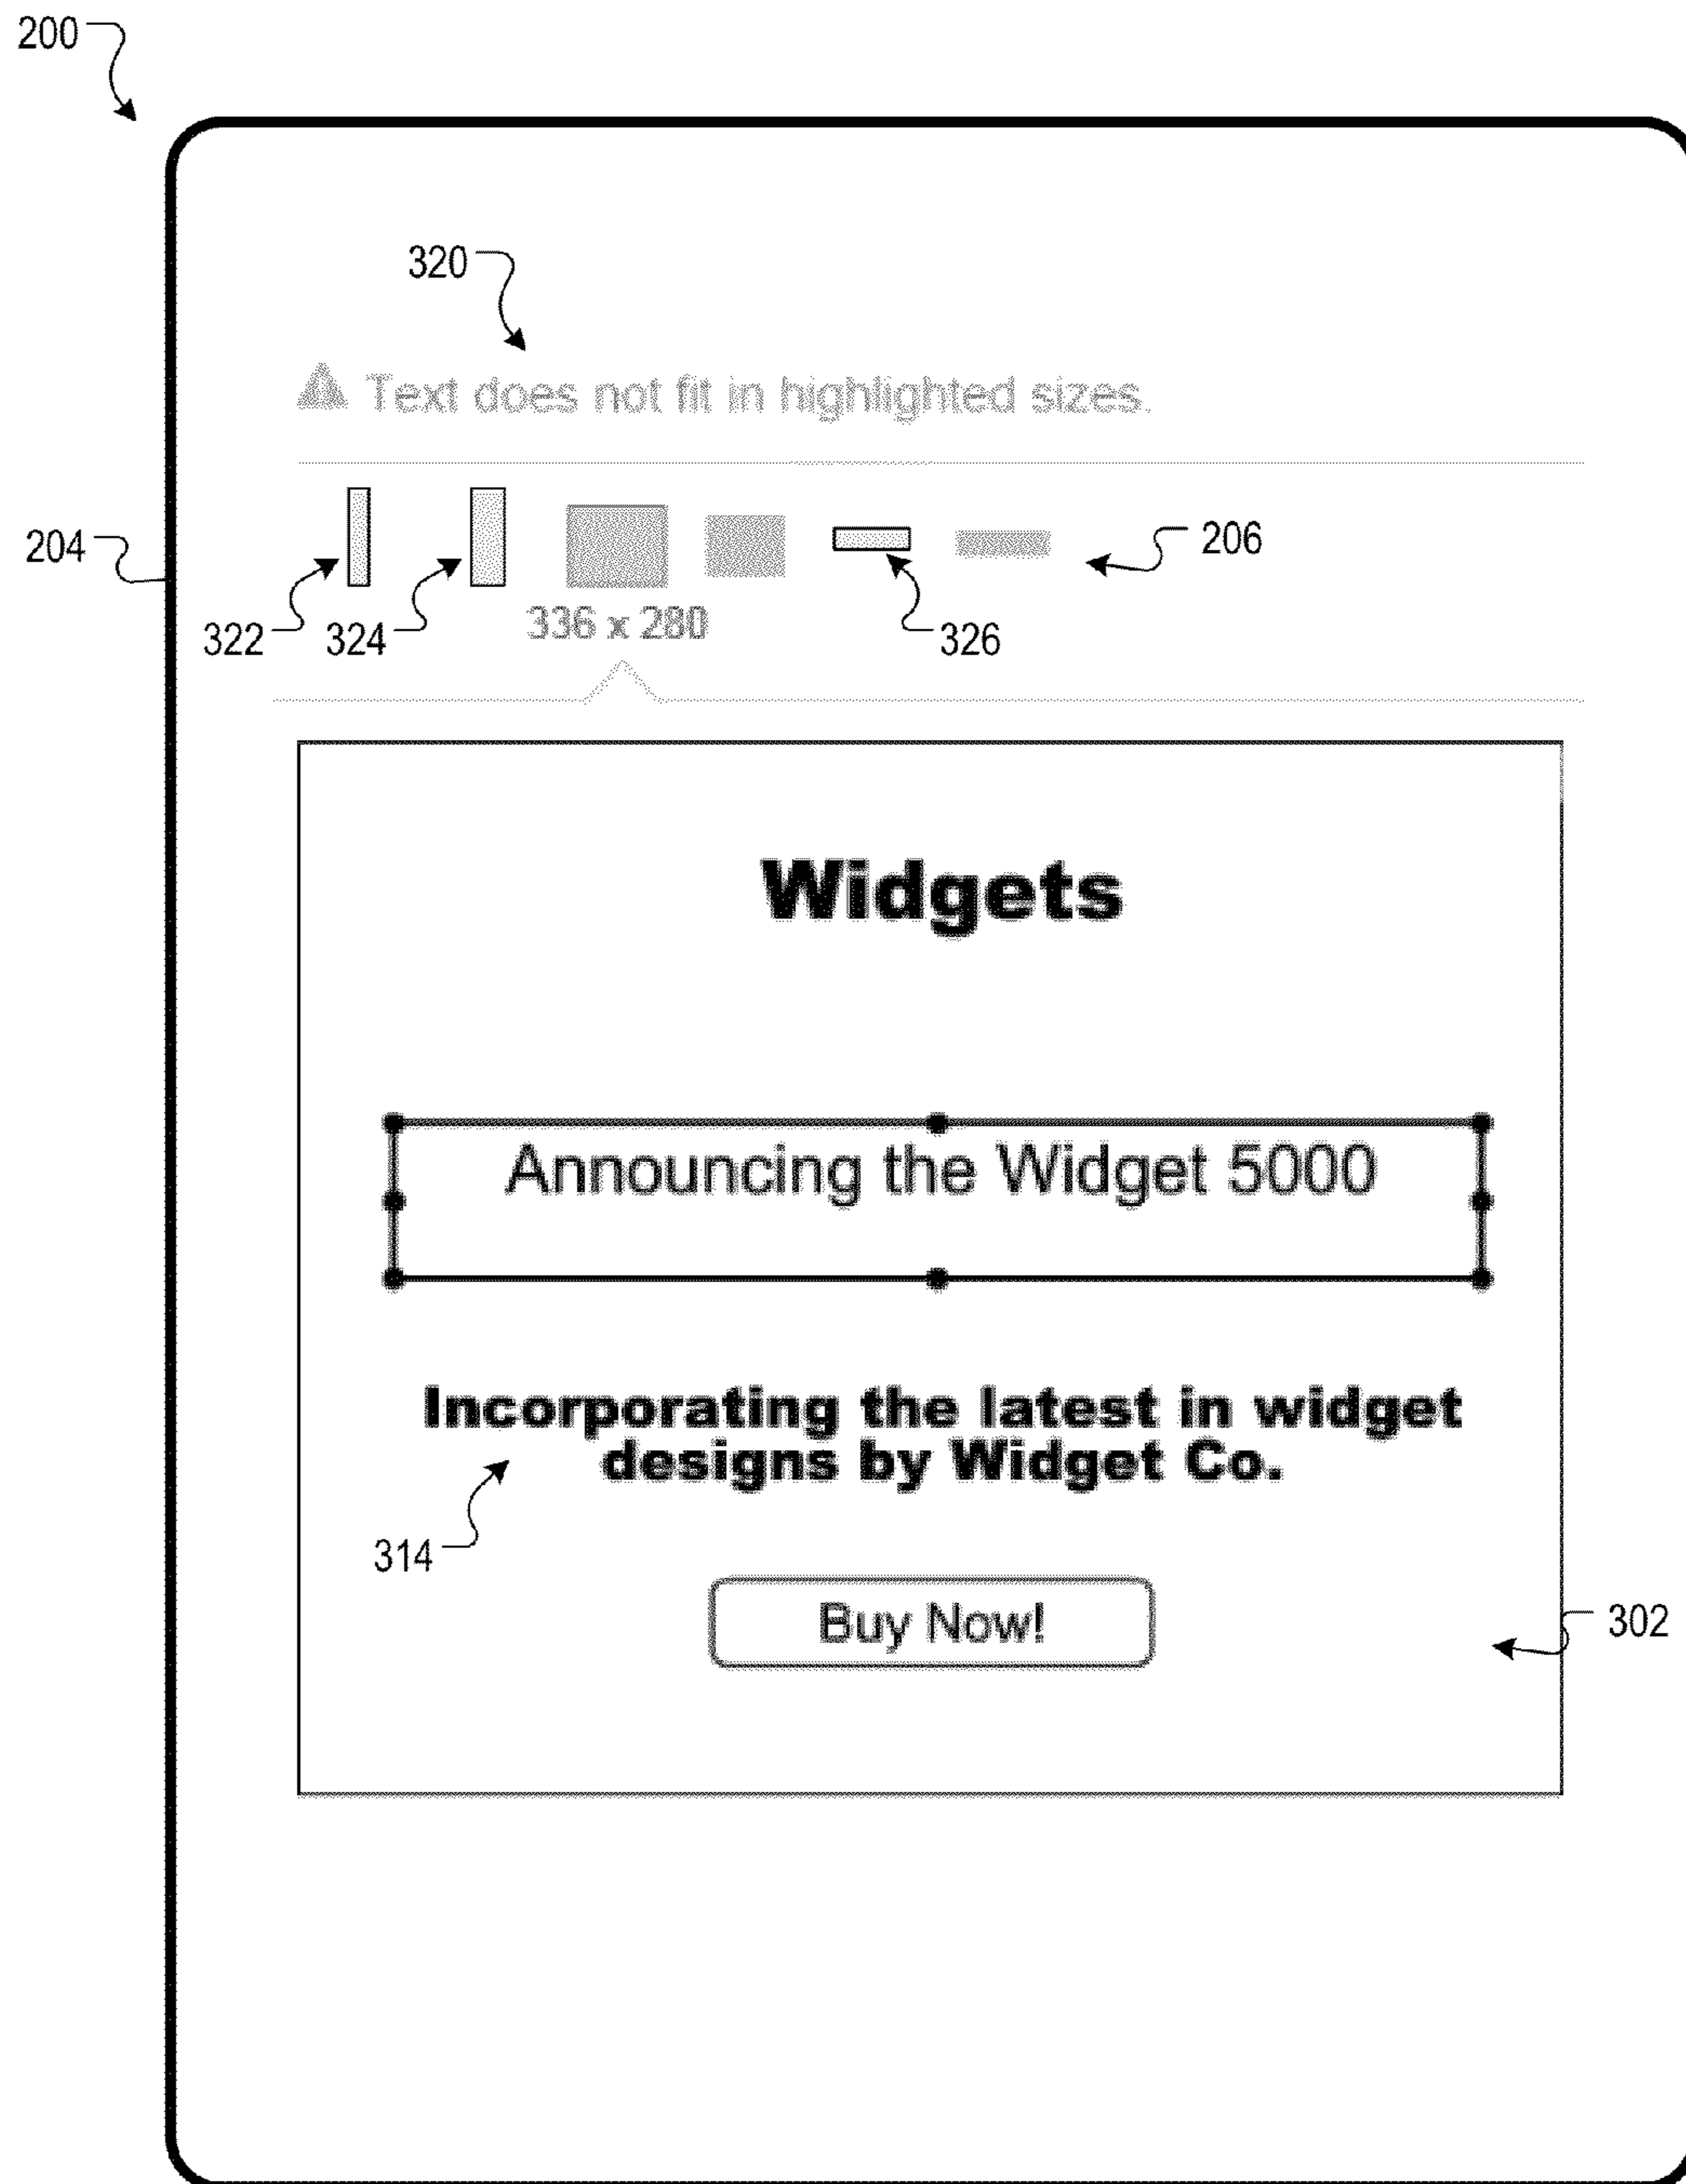 200
320
Text does not fit in highlighted sizes.
204
206
322
324
336 x 280
326
Widgets
Announcing the Widget 5000
Incorporating the latest in widget
designs by Widget Co.
314
Buy Now!
302